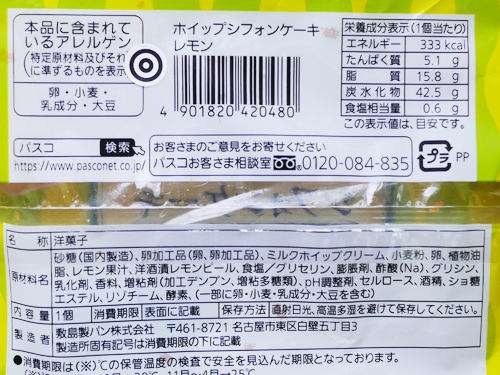 本品に含まれて
いるアレルゲン
(特定原材料及びそれ
に準ずるものを表示
卵・小麦・
乳成分・大豆
ホイップシフォンケーキ
レモン
4 901820 420480
栄養成分表示(1個当たり)
エネルギー 333 kcal
たんぱく質 5.1 g
脂質 15.8 g
炭水化物 42.5 g
食塩相当量 0.6 g
この表示値は、目安です。
パスコ 検索
https://www.pasconet.co.jp/
お客さまのご意見をお寄せください
パスコお客さま相談室 0120-084-835
プラ PP
名称 洋菓子
原材料名 砂糖(国内製造)、卵加工品(卵、卵加工品)、ミルクホイップクリーム、小麦粉、卵、植物油
脂、レモン果汁、洋酒漬レモンピール、食塩/グリセリン、膨脹剤、酢酸(Na)、グリシン、
乳化剤、香料、増粘剤(加工デンプン、増粘多糖類)、pH調整剤、セルロース、酒精、ショ糖
エステル、リゾチーム、酵素、(一部に卵・小麦・乳成分・大豆を含む)
内容量 1個 消費期限 表面に記載 保存方法 直射日光、高温多湿を避けて保存してください。
製造者 敷島製パン株式会社 〒461-8721 名古屋市東区白壁五丁目3
製造所固有記号は消費期限の下に記載
●消費期限は(※)℃の保管温度の検査で安全を見込んだ期限となっております。